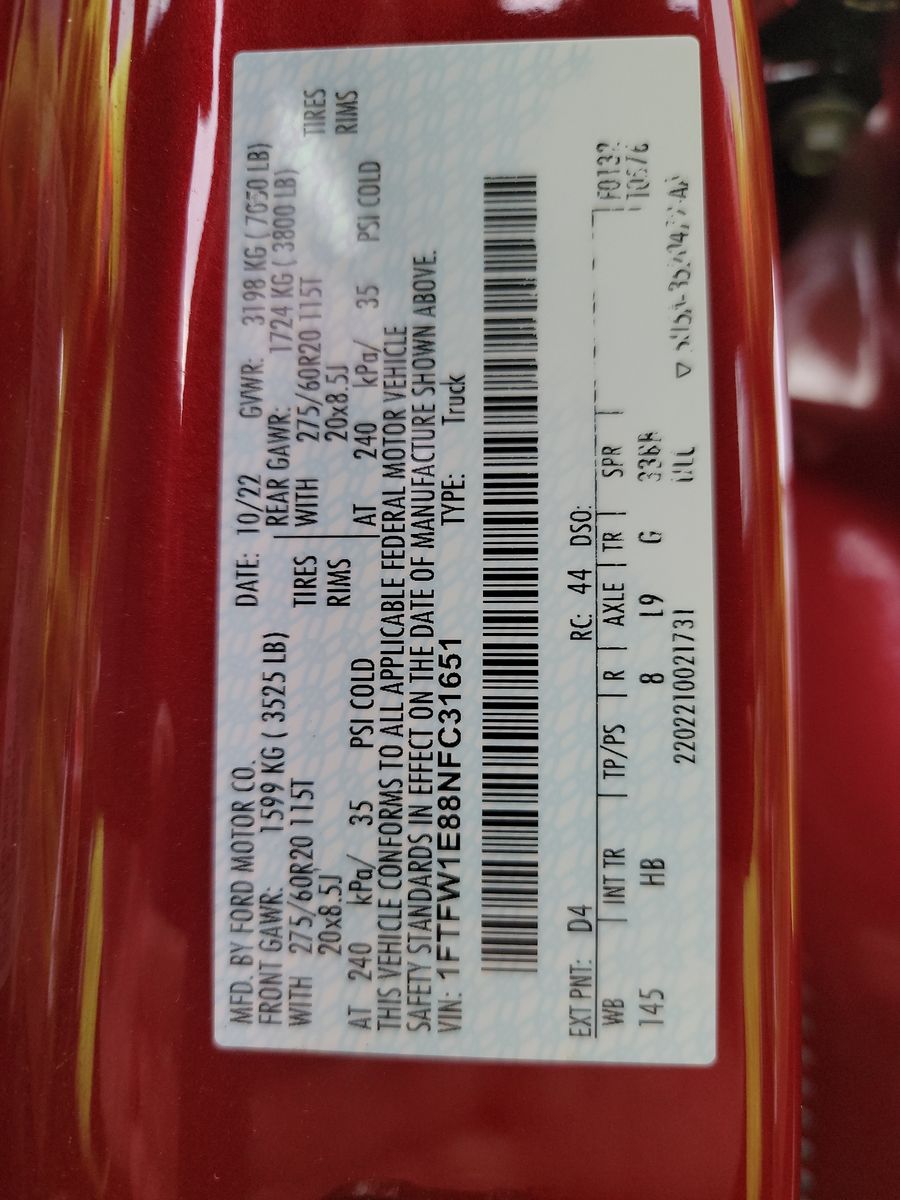 MFD. BY FORD MOTOR CO.
DATE: 10/22 GVWR: 3198 KG ( 7050 LB)
FRONT GAWR: 1599 KG ( 3525 LB)
REAR GAWR: 1724 KG ( 3800 LB)
WITH 275/60R20 115T TIRES
WITH 275/60R20 115T TIRES
20x8.5J RIMS
20x8.5J RIMS
AT 240 kPa/ 35 PSI COLD
AT 240 kPa/ 35 PSI COLD
THIS VEHICLE CONFORMS TO ALL APPLICABLE FEDERAL MOTOR VEHICLE
SAFETY STANDARDS IN EFFECT ON THE DATE OF MANUFACTURE SHOWN ABOVE.
VIN: 1FTFW1E88NFC31651 TYPE: Truck
EXT PNT: D4 RC: 44 DSO:
WB | INT TR | TP/PS | R | AXLE | TR | SPR |
F0132
145 HB 8 L9 G
10576
2202210021731